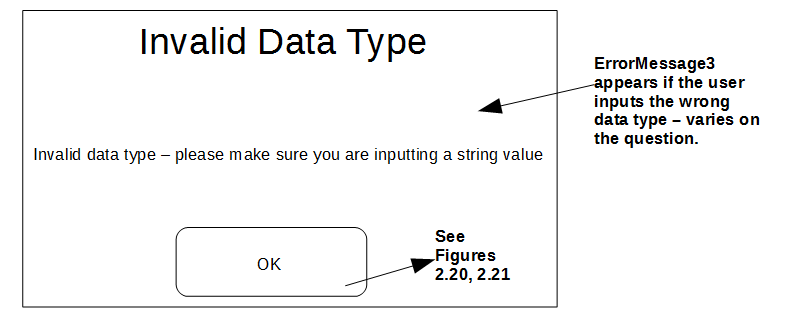 Invalid Data Type
ErrorMessage3
appears if the user
inputs the wrong
data type – varies on
the question.
Invalid data type – please make sure you are inputting a string value
OK
See
Figures
2.20, 2.21